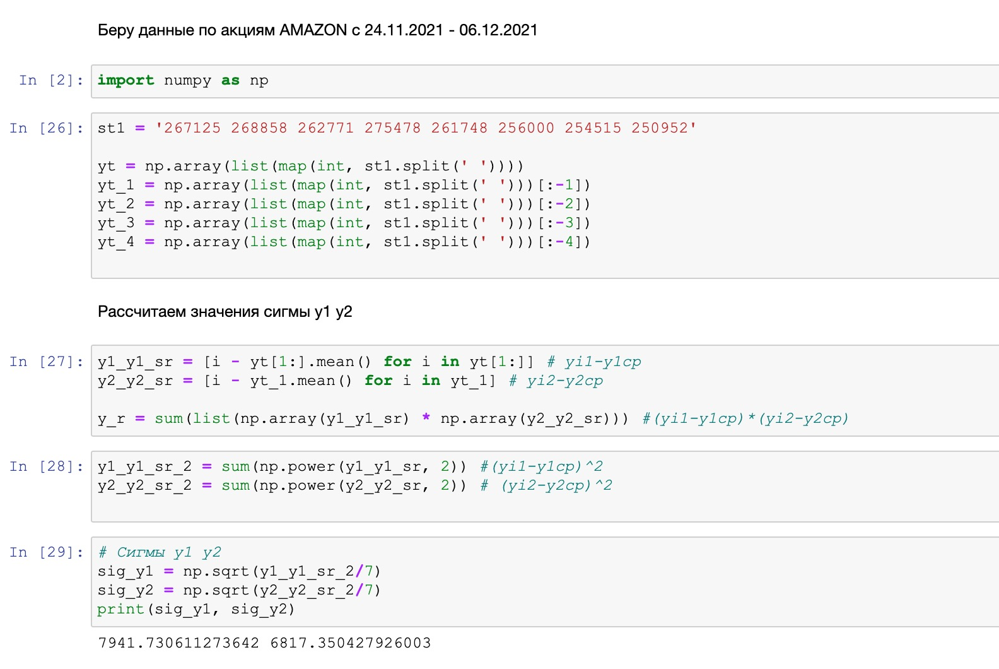 Беру данные по акциям AMAZON с 24.11.2021 - 06.12.2021
In [2]: import numpy as np
In [26]: st1 = '267125 268858 262771 275478 261748 256000 254515 250952'
yt = np.array(list(map(int, st1.split(' '))))
yt_1 = np.array(list(map(int, st1.split(' ')))[:-1])
yt_2 = np.array(list(map(int, st1.split(' ')))[:-2])
yt_3 = np.array(list(map(int, st1.split(' ')))[:-3])
yt_4 = np.array(list(map(int, st1.split(' ')))[:-4])
Рассчитаем значения сигмы y1 y2
In [27]: y1_y1_sr = [i - yt[1:].mean() for i in yt[1:]] # yi1-y1cp
y2_y2_sr = [i - yt_1.mean() for i in yt_1] # yi2-y2cp
y_r = sum(list(np.array(y1_y1_sr) * np.array(y2_y2_sr))) #(yi1-y1cp)*(yi2-y2cp)
In [28]: y1_y1_sr_2 = sum(np.power(y1_y1_sr, 2)) #(yi1-y1cp)^2
y2_y2_sr_2 = sum(np.power(y2_y2_sr, 2)) # (yi2-y2cp)^2
In [29]: # Сигмы y1 y2
sig_y1 = np.sqrt(y1_y1_sr_2/7)
sig_y2 = np.sqrt(y2_y2_sr_2/7)
print(sig_y1, sig_y2)
7941.730611273642 6817.350427926003